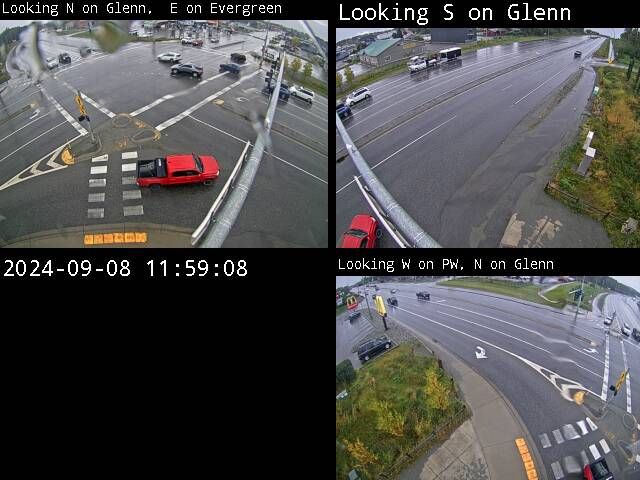 Looking N on Glenn, E on Evergreen
Looking S on Glenn
2024-09-08 11:59:08
Looking W on PW, N on Glenn